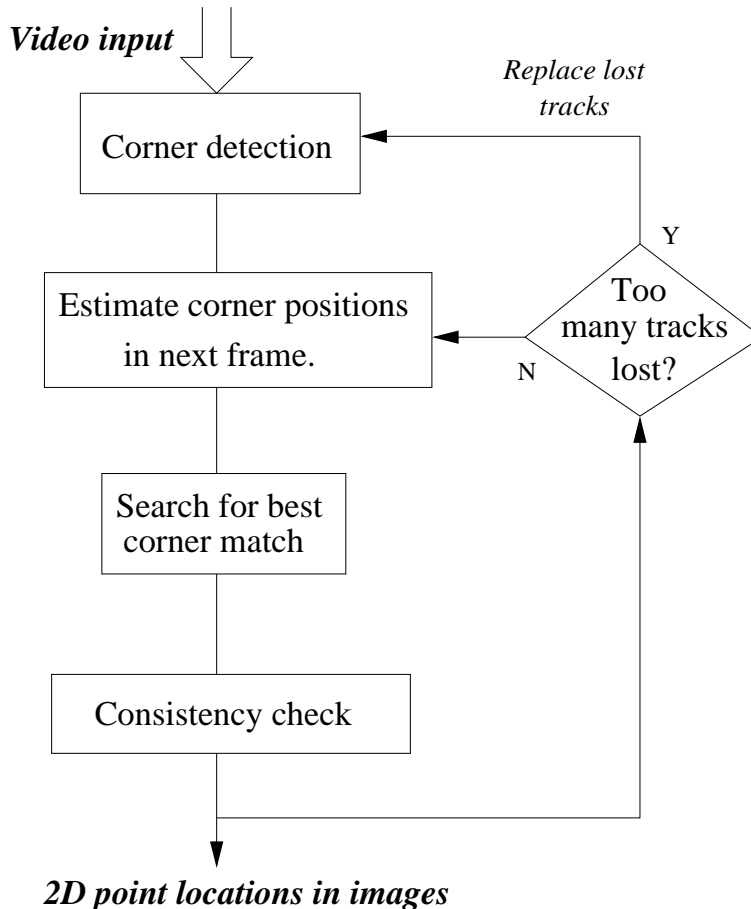 Video input
Replace lost
tracks
Corner detection
Y
Estimate corner positions
in next frame.
Too
many tracks
lost?
N
Search for best
corner match
Consistency check
2D point locations in images